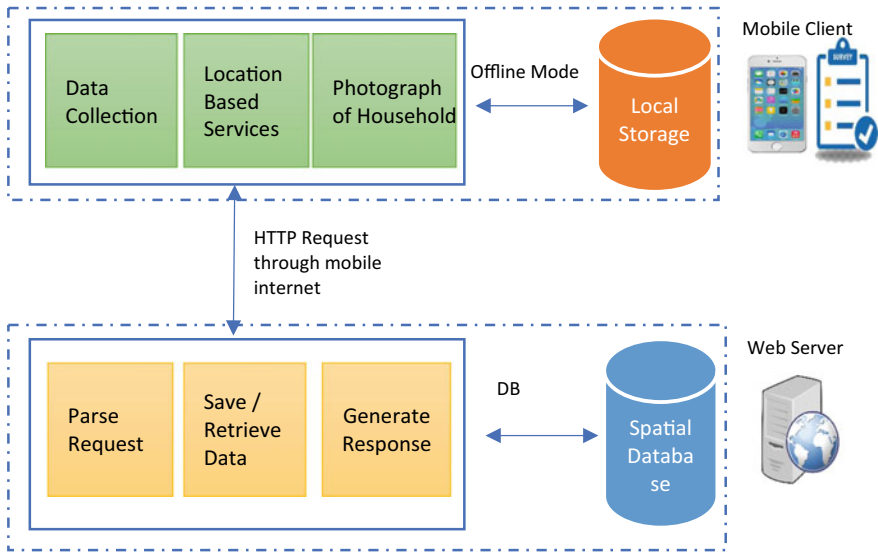 Mobile Client
Data
Collection
Location
Based
Services
Photograph
of Household
Offline Mode
Local
Storage
SURVEY
HTTP Request
through mobile
internet
Web Server
Parse
Request
Save /
Retrieve
Data
Generate
Response
DB
Spatial
Databa
se